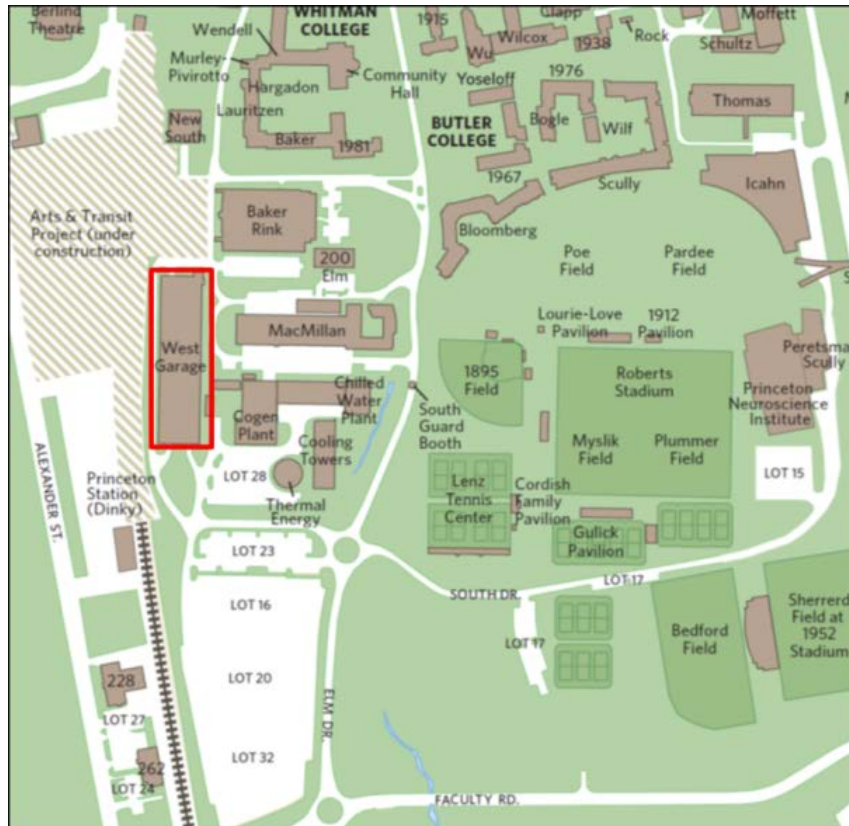 Berlind
Theatre
Wendell
WHITMAN
COLLEGE
1915
Clapp
Wilcox
Wu
1938
Rock
Moffett
Schultz
Murley-
Pivirotto
Hargadon
Community
Hall
Lauritzen
New
South
Baker
1981
Yoseloff
1976
BUTLER
COLLEGE
Bogle
Wilf
1967
Scully
Thomas
Icahn
Arts & Transit
Project (under
construction)
Baker
Rink
200
Elm
Bloomberg
Poe
Field
Pardee
Field
Lourie-Love
Pavilion
1912
Pavilion
West
Garage
MacMillan
1895
Field
Roberts
Stadium
Peretsma
Scully
Princeton
Neuroscience
Institute
Chilled
Water
Plant
Cogen
Plant
South
Guard
Booth
Cooling
Towers
Myslik
Field
Plummer
Field
ALEXANDER ST.
Princeton
Station
(Dinky)
LOT 28
Thermal
Energy
Lenz
Tennis
Center
Cordish
Family
Pavilion
LOT 15
Gulick
Pavilion
LOT 23
LOT 16
SOUTH DR.
LOT 17
LOT 17
Bedford
Field
Sherrerd
Field at
1952
Stadium
228
LOT 20
ELM DR.
LOT 27
LOT 32
262
LOT 24
FACULTY RD.